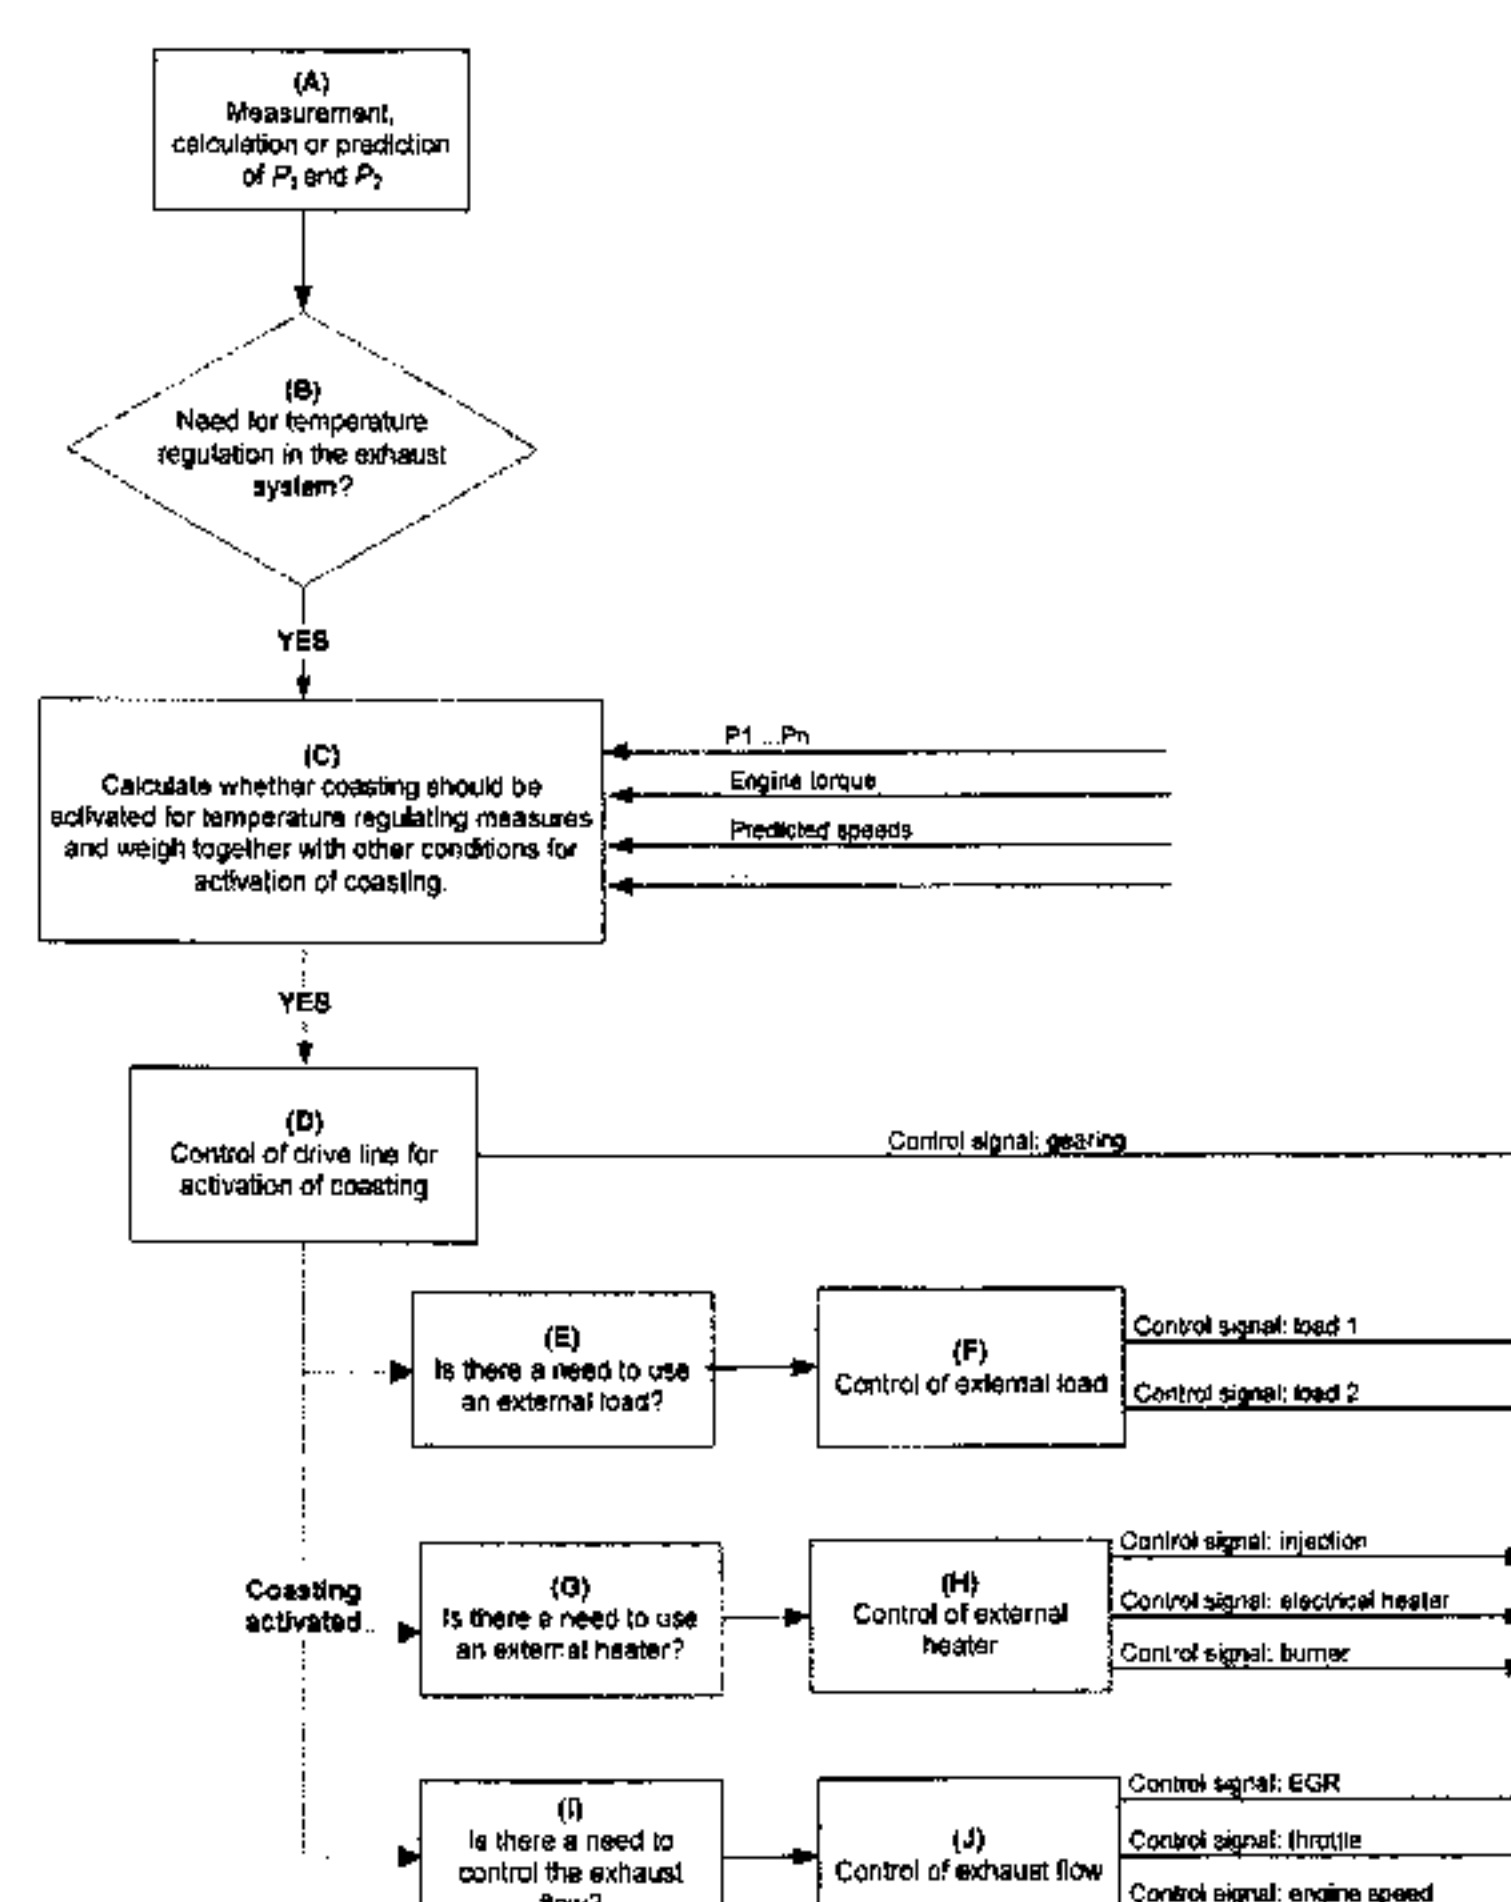 (A)
Measurement,
calculation or prediction
of P₁ and P₂
(B)
Need for temperature
regulation in the exhaust
system?
YES
(C)
Calculate whether coasting should be
activated for temperature regulating measures
and weigh together with other conditions for
activation of coasting.
P1 ...Pn
Engine torque
Predicted speeds
...
YES
(D)
Control of drive line for
activation of coasting
Control signal: gearing
(E)
Is there a need to use
an external load?
(F)
Control of external load
Control signal: load 1
Control signal: load 2
Coasting
activated..
(G)
Is there a need to use
an external heater?
(H)
Control of external
heater
Control signal: injection
Control signal: electrical heater
Control signal: burner
(I)
Is there a need to
control the exhaust
flow?
(J)
Control of exhaust flow
Control signal: EGR
Control signal: throttle
Control signal: engine speed